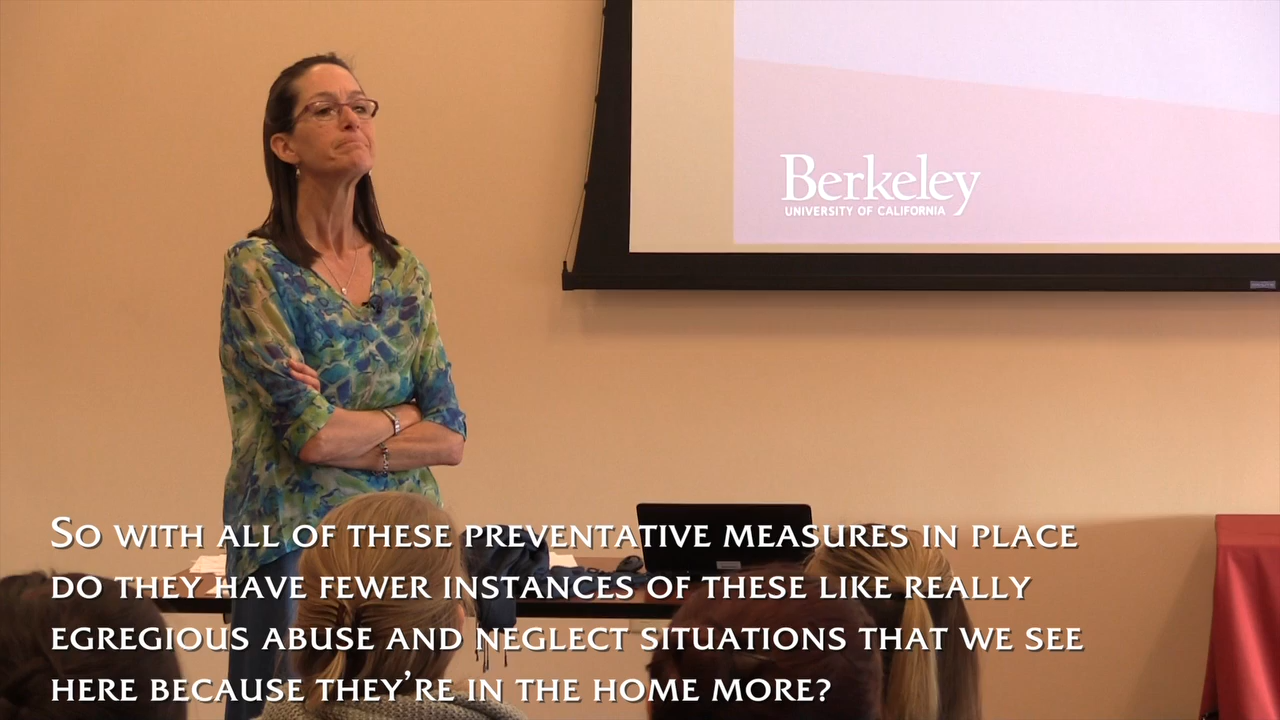 Berkeley
UNIVERSITY OF CALIFORNIA
So with all of these preventative measures in place
do they have fewer instances of these like really
egregious abuse and neglect situations that we see
here because they’re in the home more?